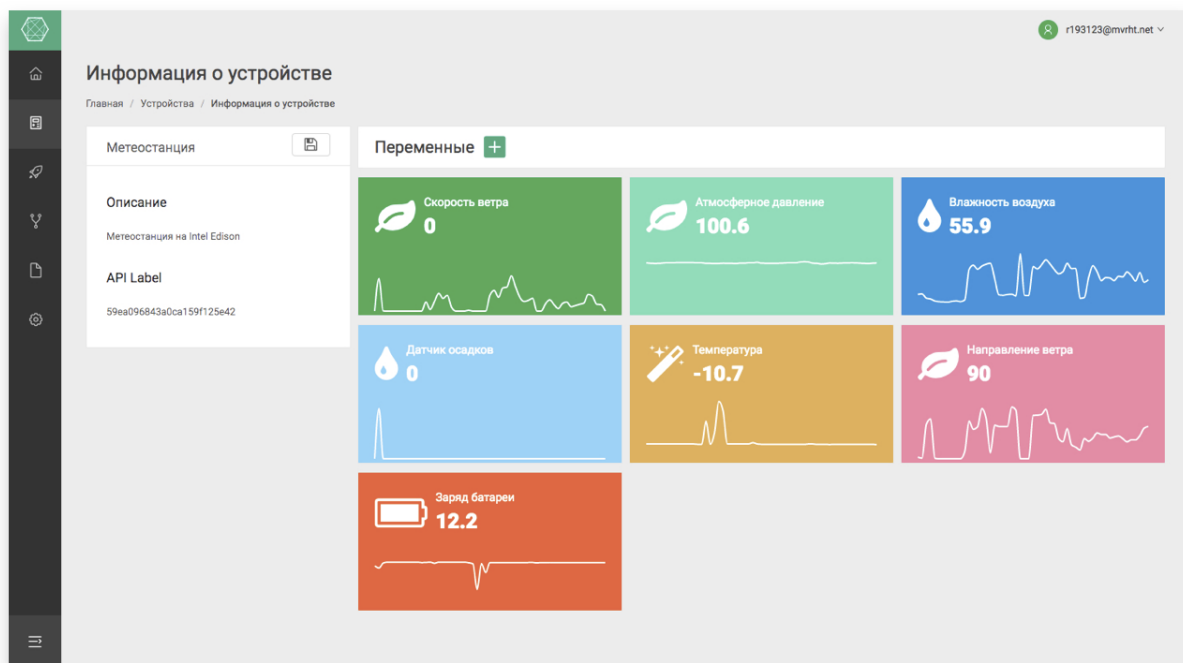 r193123@mvrht.net
Информация о устройстве
Главная / Устройства / Информация о устройстве
Метеостанция
Описание
Метеостанция на Intel Edison
API Label
59ea096843a0ca159f125e42
Переменные +
Скорость ветра
0
Атмосферное давление
100.6
Влажность воздуха
55.9
Датчик осадков
0
Температура
-10.7
Направление ветра
90
Заряд батареи
12.2